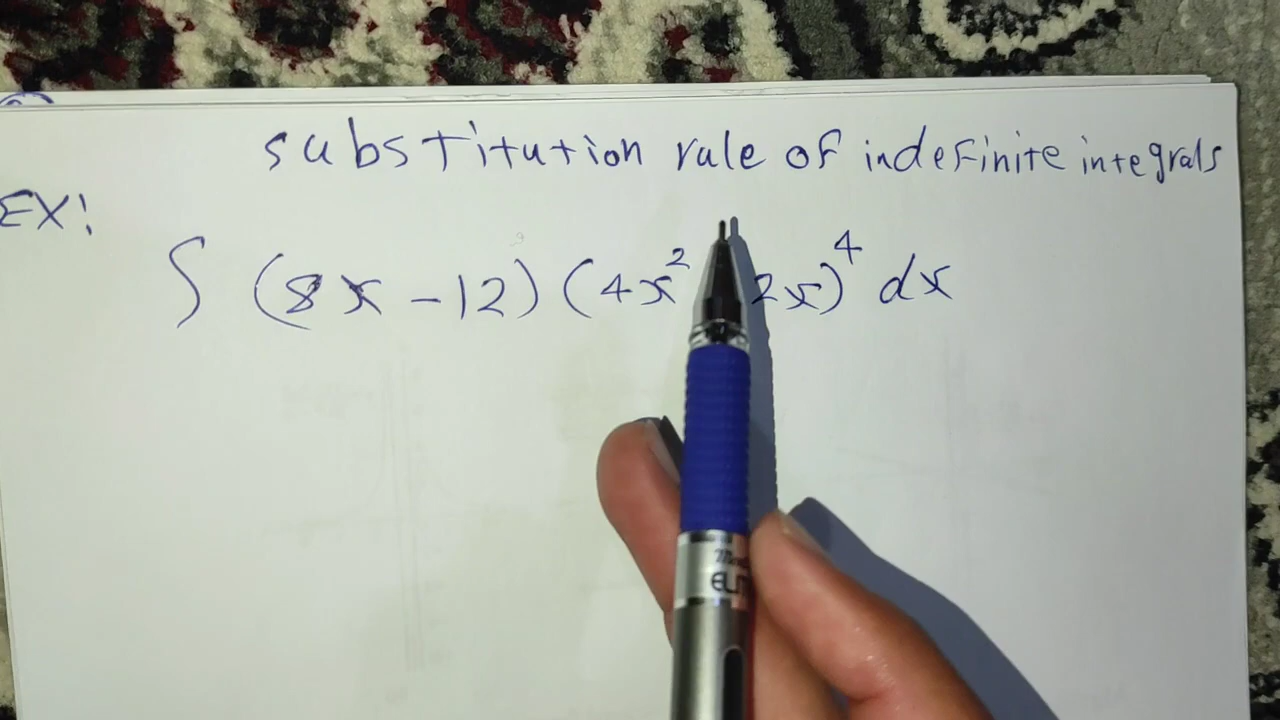 substitution rule of indefinite integrals
EX:
∫ (8x - 12) (4x² 2x)⁴ dx